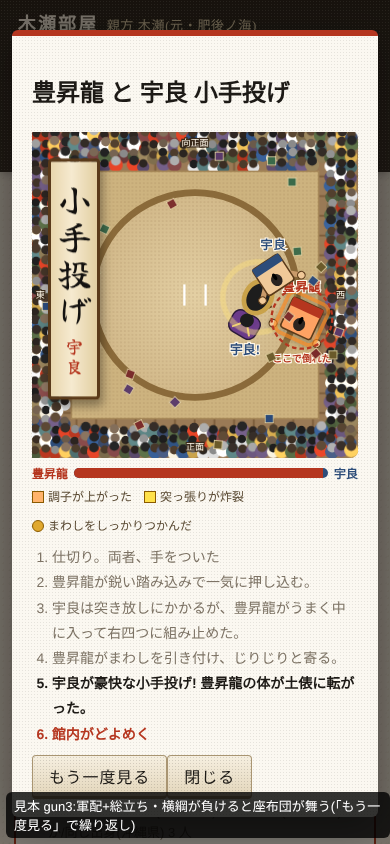 木瀬部屋 親方 木瀬(元・肥後ノ海)
豊昇龍 と 宇良 小手投げ
向正面
小手投げ
宇良
東
西
宇良
豊昇龍
宇良!
ここで倒れた
正面
豊昇龍 宇良
調子が上がった 突っ張りが炸裂
まわしをしっかりつかんだ
1. 仕切り。両者、手をついた
2. 豊昇龍が鋭い踏み込みで一気に押し込む。
3. 宇良は突き放しにかかるが、豊昇龍がうまく中
に入って右四つに組み止めた。
4. 豊昇龍がまわしを引き付け、じりじりと寄る。
5. 宇良が豪快な小手投げ! 豊昇龍の体が土俵に転が
った。
6. 館内がどよめく
もう一度見る 閉じる
見本 gun3:軍配+総立ち・横綱が負けると座布団が舞う(「もう一
度見る」で繰り返し)